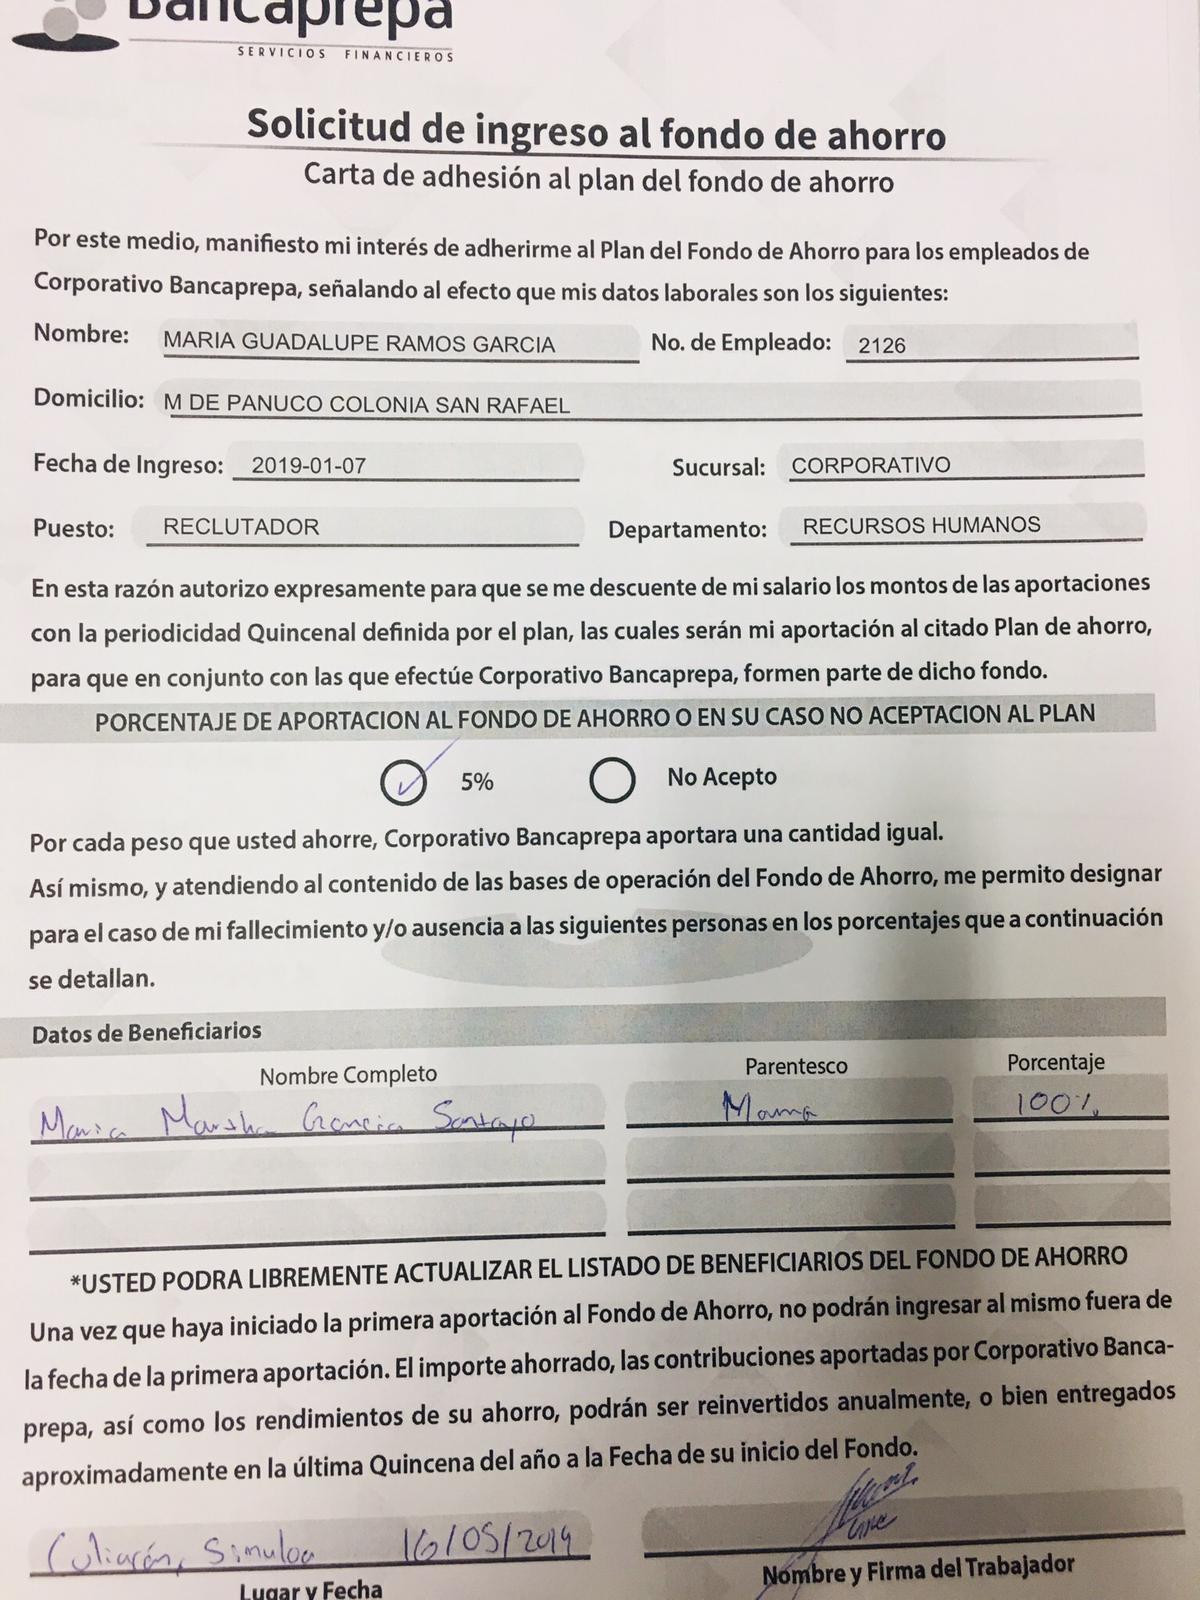 Bancaprepa
SERVICIOS FINANCIEROS
Solicitud de ingreso al fondo de ahorro
Carta de adhesión al plan del fondo de ahorro
Por este medio, manifiesto mi interés de adherirme al Plan del Fondo de Ahorro para los empleados de
Corporativo Bancaprepa, señalando al efecto que mis datos laborales son los siguientes:
Nombre: MARIA GUADALUPE RAMOS GARCIA No. de Empleado: 2126
Domicilio: M DE PANUCO COLONIA SAN RAFAEL
Fecha de Ingreso: 2019-01-07 Sucursal: CORPORATIVO
Puesto: RECLUTADOR Departamento: RECURSOS HUMANOS
En esta razón autorizo expresamente para que se me descuente de mi salario los montos de las aportaciones
con la periodicidad Quincenal definida por el plan, las cuales serán mi aportación al citado Plan de ahorro,
para que en conjunto con las que efectúe Corporativo Bancaprepa, formen parte de dicho fondo.
PORCENTAJE DE APORTACION AL FONDO DE AHORRO O EN SU CASO NO ACEPTACION AL PLAN
5% No Acepto
Por cada peso que usted ahorre, Corporativo Bancaprepa aportara una cantidad igual.
Así mismo, y atendiendo al contenido de las bases de operación del Fondo de Ahorro, me permito designar
para el caso de mi fallecimiento y/o ausencia a las siguientes personas en los porcentajes que a continuación
se detallan.
Datos de Beneficiarios
Nombre Completo Parentesco Porcentaje
Maria Martha Garcia Mama 100%
*USTED PODRA LIBREMENTE ACTUALIZAR EL LISTADO DE BENEFICIARIOS DEL FONDO DE AHORRO
Una vez que haya iniciado la primera aportación al Fondo de Ahorro, no podrán ingresar al mismo fuera de
la fecha de la primera aportación. El importe ahorrado, las contribuciones aportadas por Corporativo Banca-
prepa, así como los rendimientos de su ahorro, podrán ser reinvertidos anualmente, o bien entregados
aproximadamente en la última Quincena del año a la Fecha de su inicio del Fondo.
Culiacán, Sinaloa 16/05/2019
Lugar y Fecha Nombre y Firma del Trabajador